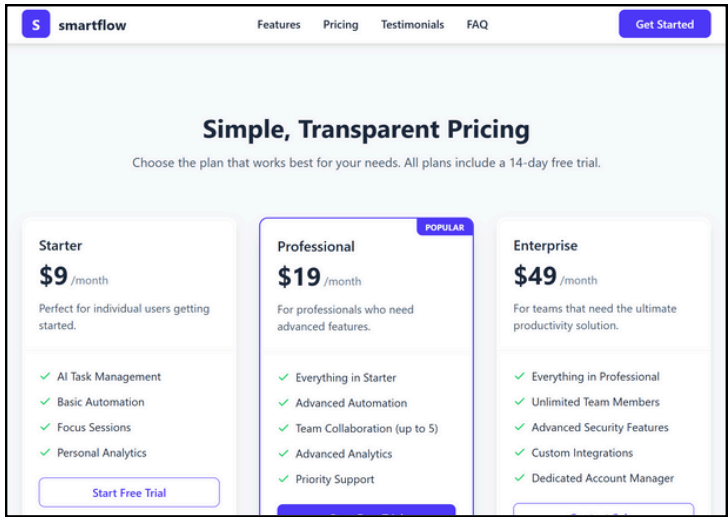 S smartflow
Features Pricing Testimonials FAQ
Get Started
Simple, Transparent Pricing
Choose the plan that works best for your needs. All plans include a 14-day free trial.
Starter
$9 /month
Perfect for individual users getting
started.
AI Task Management
Basic Automation
Focus Sessions
Personal Analytics
Start Free Trial
POPULAR
Professional
$19 /month
For professionals who need
advanced features.
Everything in Starter
Advanced Automation
Team Collaboration (up to 5)
Advanced Analytics
Priority Support
Enterprise
$49 /month
For teams that need the ultimate
productivity solution.
Everything in Professional
Unlimited Team Members
Advanced Security Features
Custom Integrations
Dedicated Account Manager